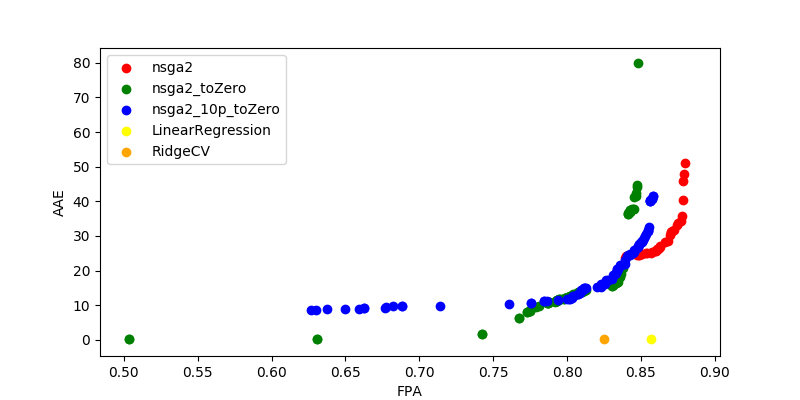 80
70
60
50
40
30
20
10
0
AAE
nsga2
nsga2_toZero
nsga2_10p_toZero
LinearRegression
RidgeCV
0.50 0.55 0.60 0.65 0.70 0.75 0.80 0.85 0.90
FPA